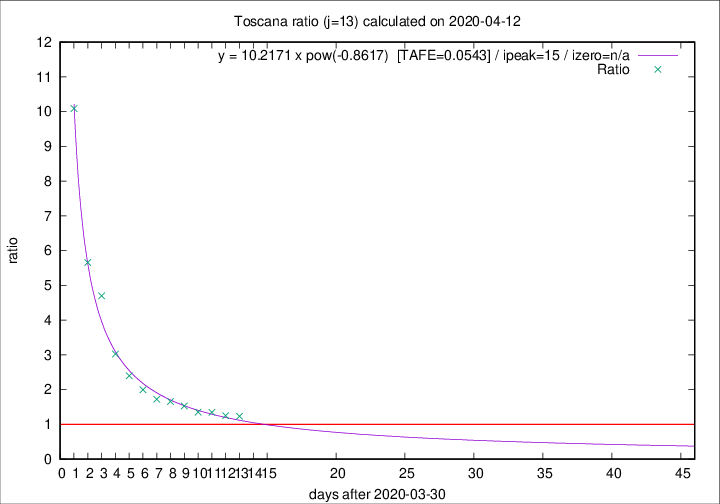 Toscana ratio (j=13) calculated on 2020-04-12
y = 10.2171 x pow(-0.8617) [TAFE=0.0543] / ipeak=15 / izero=n/a
Ratio
12
11
10
9
8
7
6
5
4
3
2
1
0
ratio
0 1 2 3 4 5 6 7 8 9 10 11 12 13 14 15 20 25 30 35 40 45
days after 2020-03-30